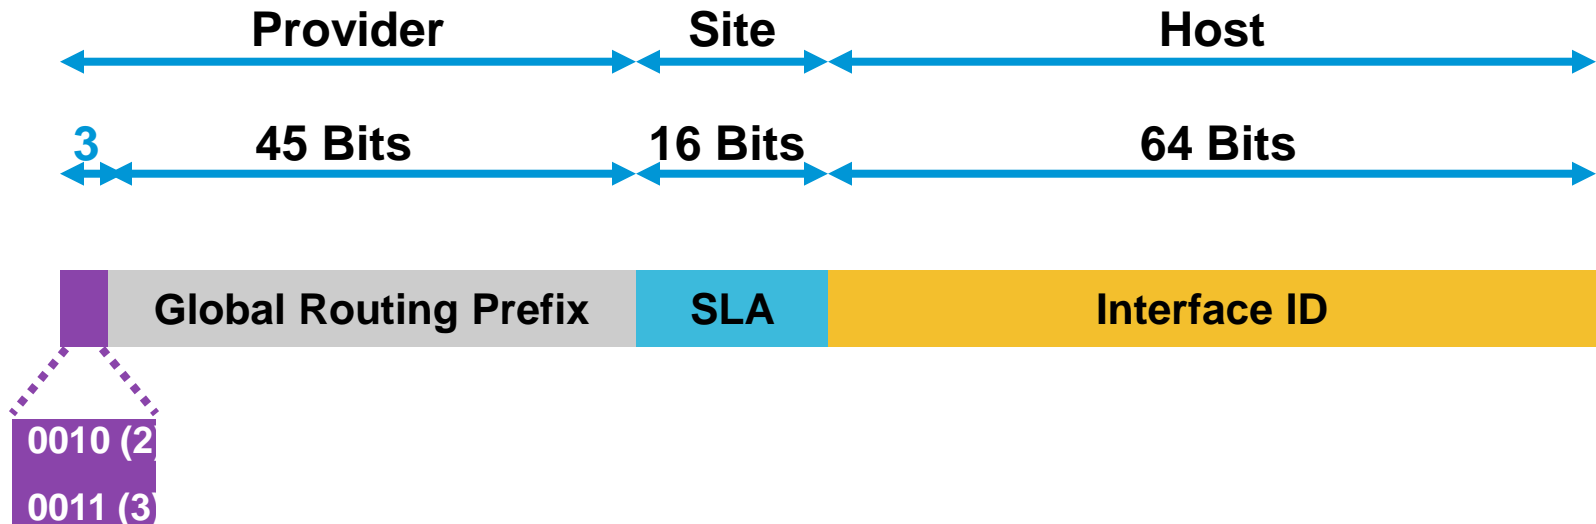 Provider Site Host
3 45 Bits 16 Bits 64 Bits
Global Routing Prefix SLA Interface ID
0010 (2)
0011 (3)